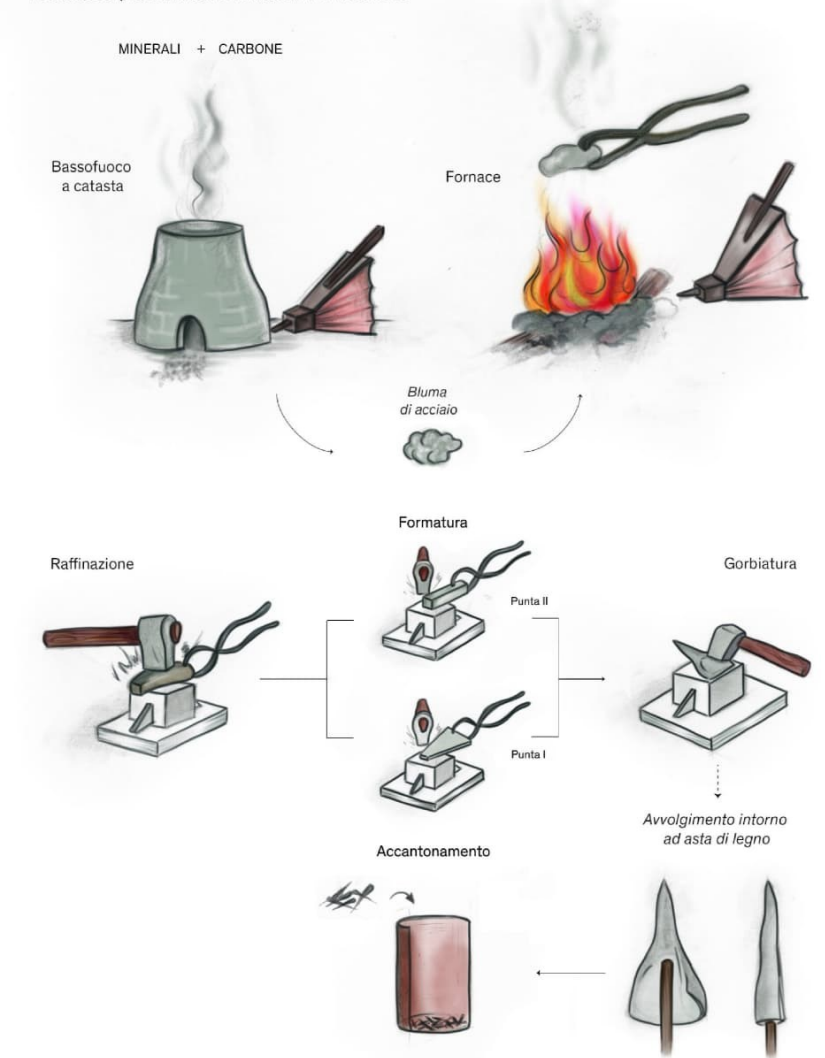 MINERALI + CARBONE
Bassofuoco
a catasta
Fornace
Bluma
di acciaio
Formatura
Raffinazione
Gorbiatura
Punta II
Punta I
Avvolgimento intorno
ad asta di legno
Accantonamento